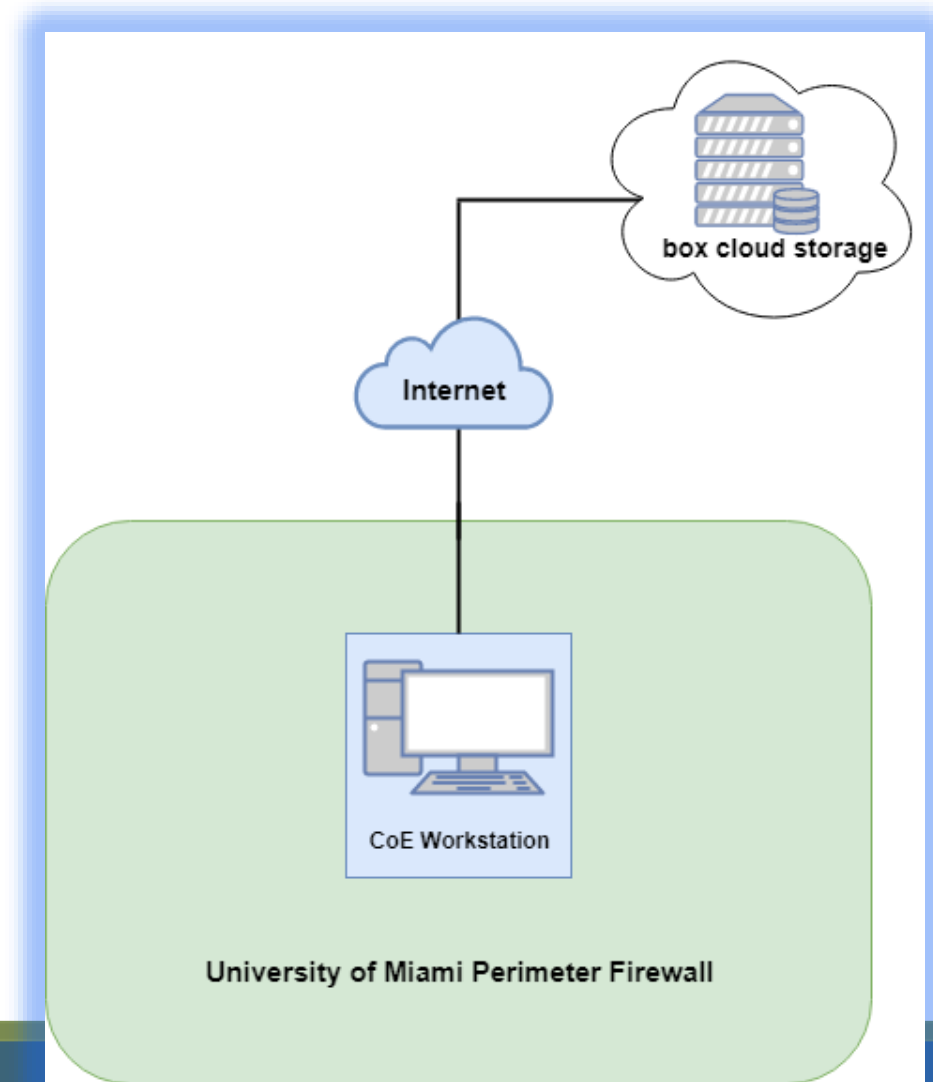 box cloud storage
Internet
CoE Workstation
University of Miami Perimeter Firewall